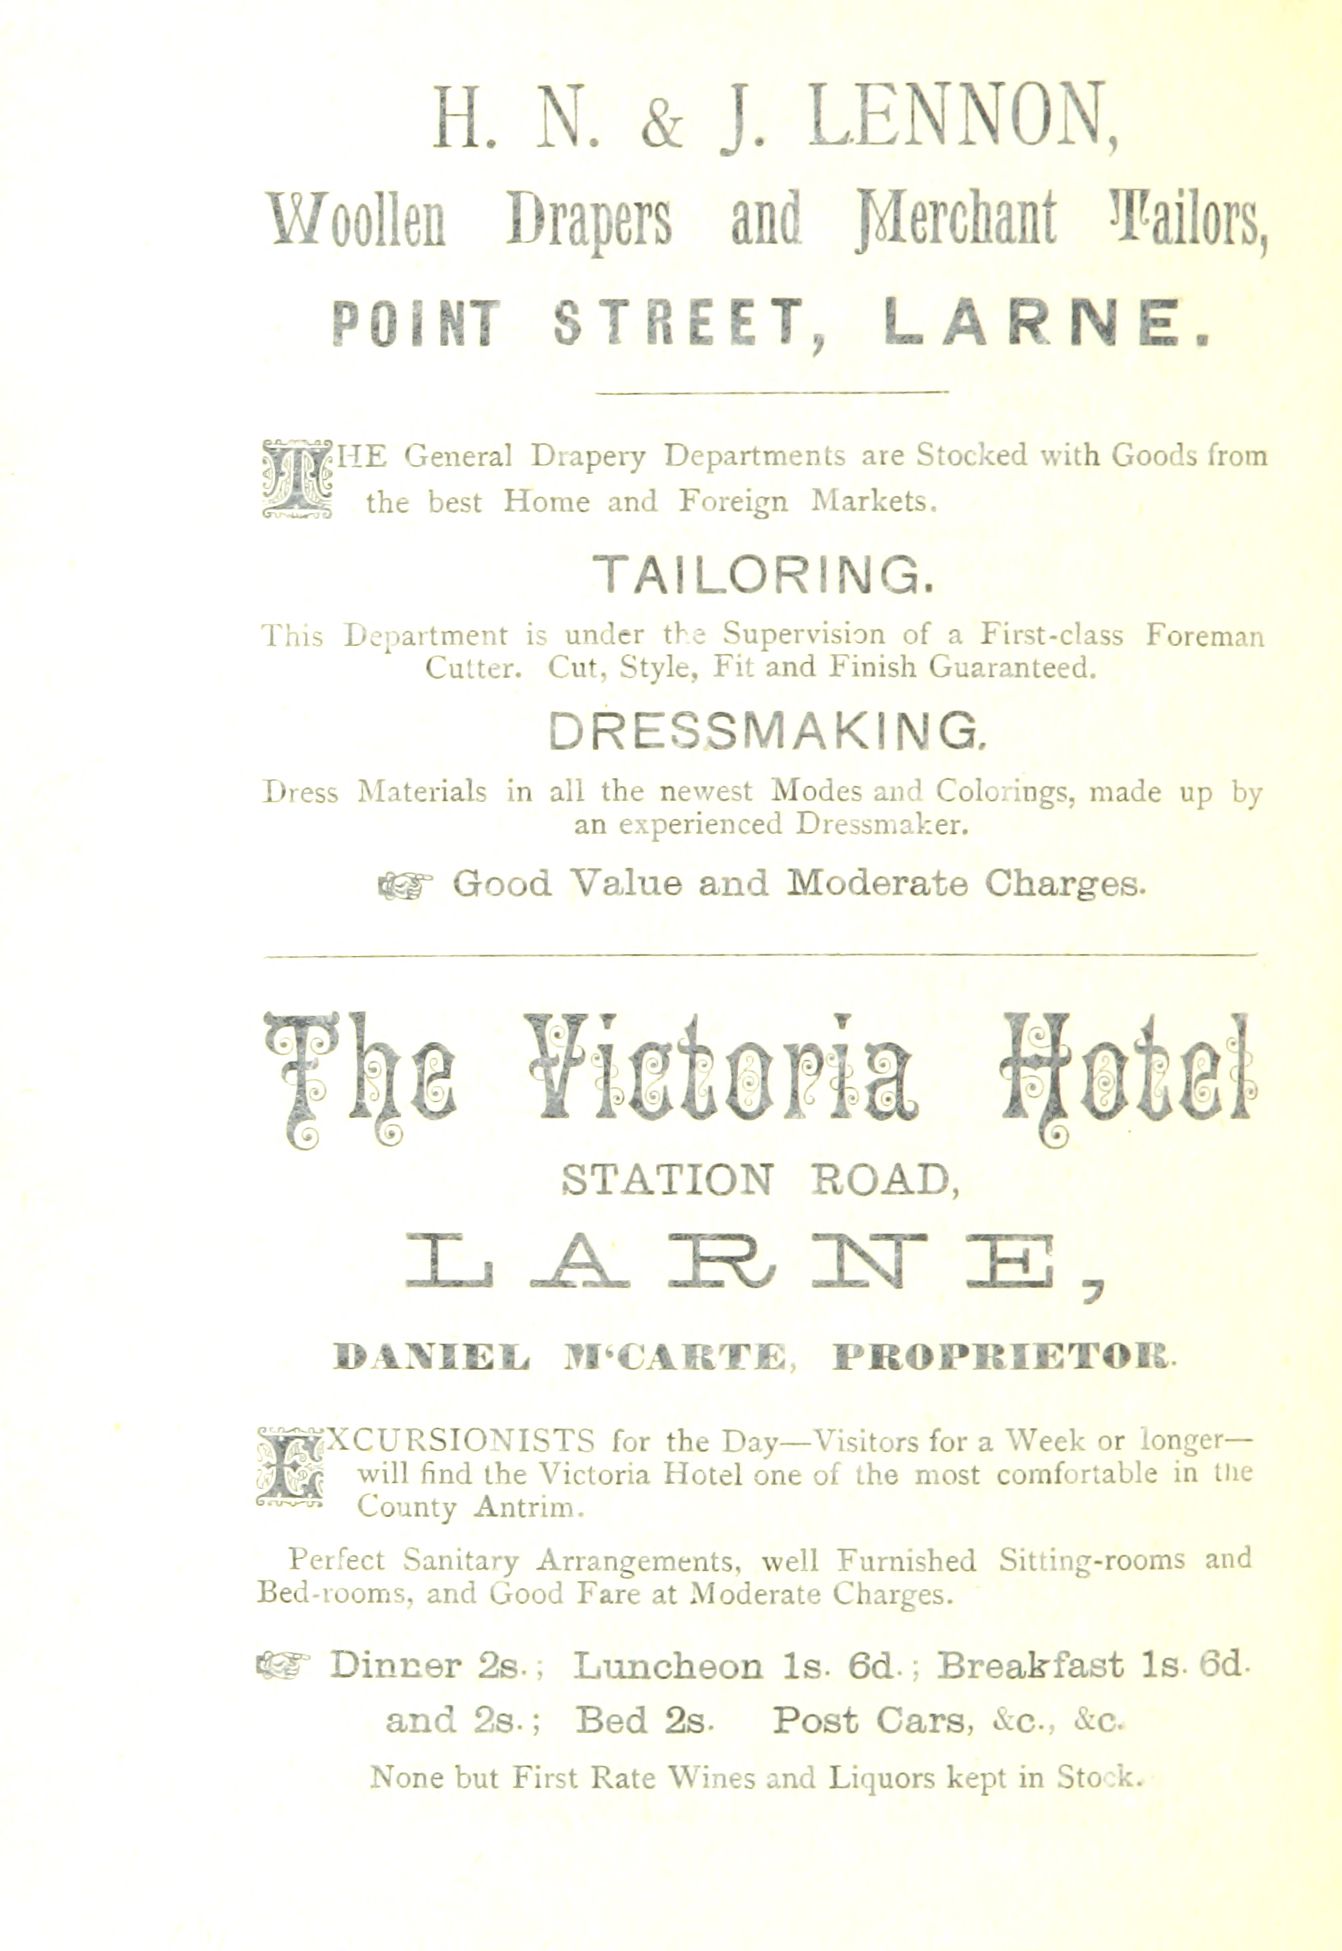 H. N. & J. LENNON,
Woollen Drapers and Merchant Tailors,
POINT STREET, LARNE.
THE General Drapery Departments are Stocked with Goods from
the best Home and Foreign Markets.
TAILORING.
This Department is under the Supervision of a First-class Foreman
Cutter. Cut, Style, Fit and Finish Guaranteed.
DRESSMAKING.
Dress Materials in all the newest Modes and Colorings, made up by
an experienced Dressmaker.
☞ Good Value and Moderate Charges.
The Victoria Hotel
STATION ROAD,
LARNE,
DANIEL M‘CARTE, PROPRIETOR.
EXCURSIONISTS for the Day—Visitors for a Week or longer—
will find the Victoria Hotel one of the most comfortable in the
County Antrim.
Perfect Sanitary Arrangements, well Furnished Sitting-rooms and
Bed-rooms, and Good Fare at Moderate Charges.
☞ Dinner 2s.; Luncheon 1s. 6d.; Breakfast 1s. 6d.
and 2s.; Bed 2s. Post Cars, &c., &c.
None but First Rate Wines and Liquors kept in Stock.